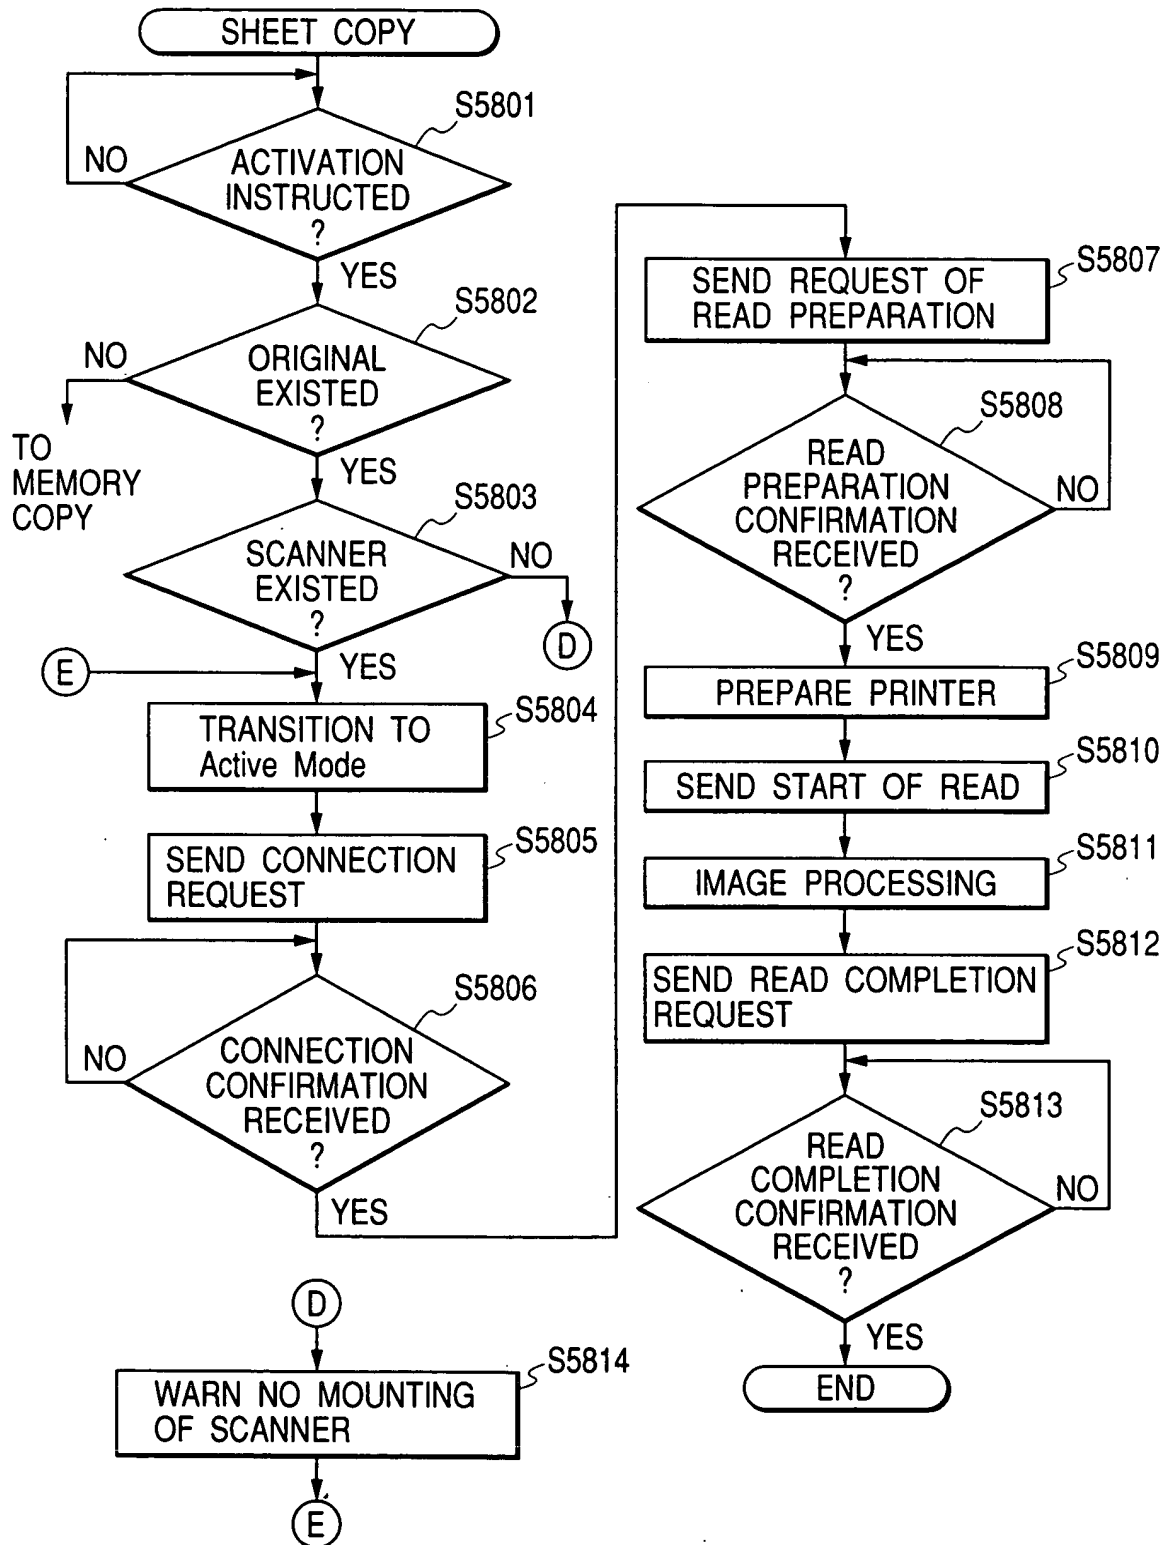 SHEET COPY
S5801
NO
ACTIVATION
INSTRUCTED
?
YES
S5802
NO
ORIGINAL
EXISTED
?
TO
MEMORY
COPY
YES
S5803
SCANNER
EXISTED
?
NO
D
E
YES
S5804
TRANSITION TO
Active Mode
S5805
SEND CONNECTION
REQUEST
S5806
NO
CONNECTION
CONFIRMATION
RECEIVED
?
YES
D
S5814
WARN NO MOUNTING
OF SCANNER
E
S5807
SEND REQUEST OF
READ PREPARATION
S5808
READ
PREPARATION
CONFIRMATION
RECEIVED
?
NO
YES
S5809
PREPARE PRINTER
S5810
SEND START OF READ
S5811
IMAGE PROCESSING
S5812
SEND READ COMPLETION
REQUEST
S5813
READ
COMPLETION
CONFIRMATION
RECEIVED
?
NO
YES
END